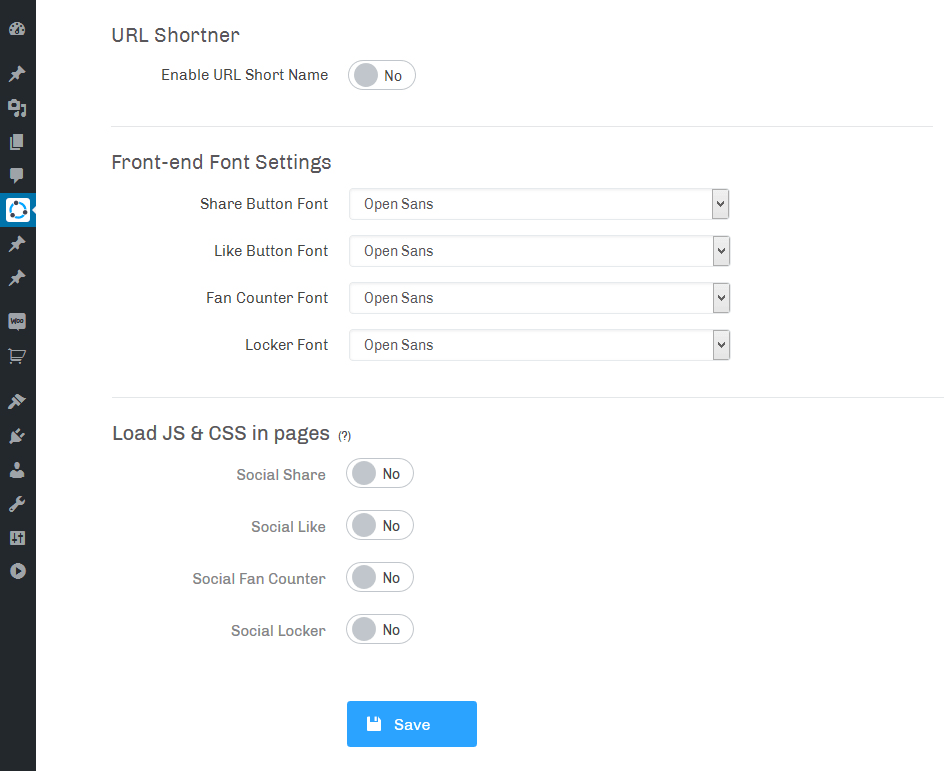 URL Shortner
Enable URL Short Name No
Front-end Font Settings
Share Button Font Open Sans
Like Button Font Open Sans
Fan Counter Font Open Sans
Locker Font Open Sans
Load JS & CSS in pages (?)
Social Share No
Social Like No
Social Fan Counter No
Social Locker No
Woo
Save